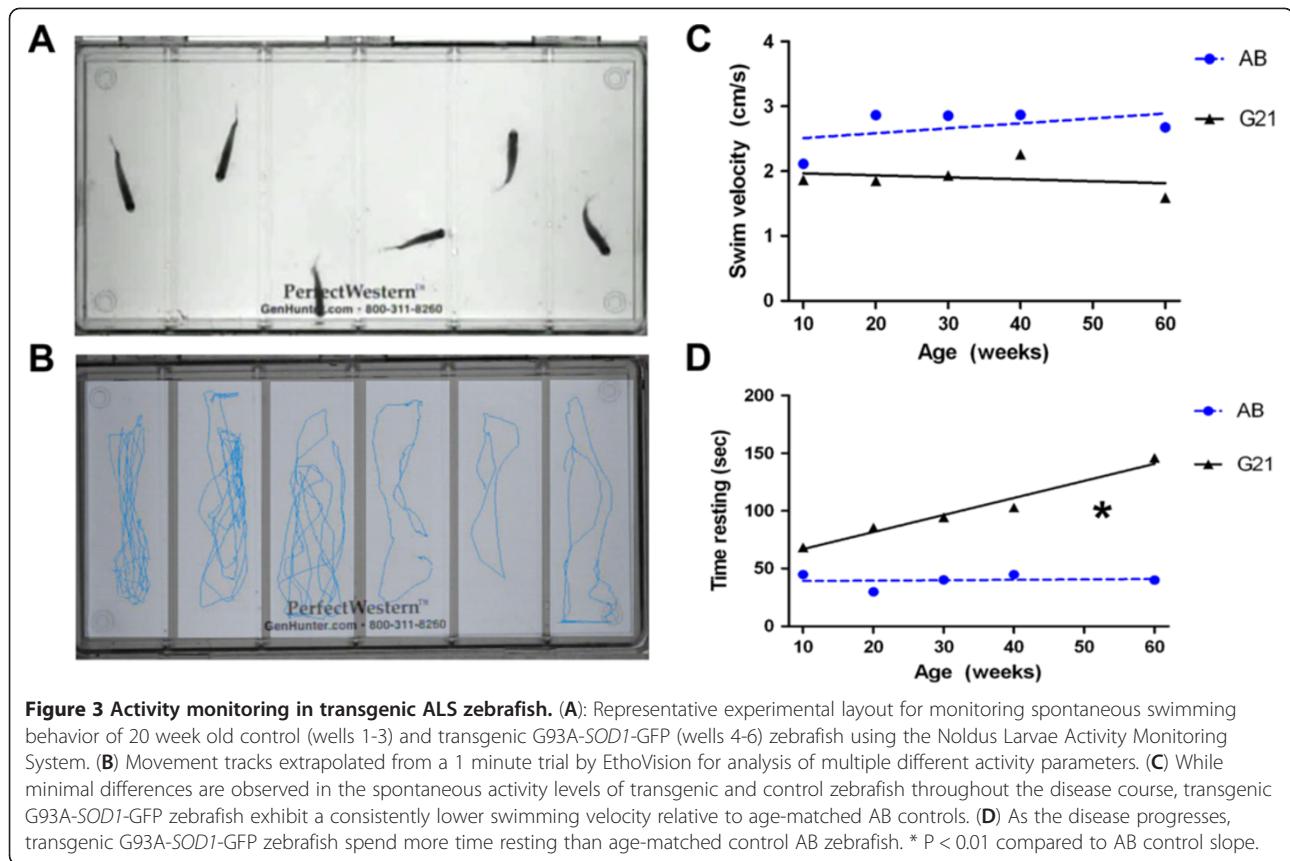 A
PerfectWestern™
GenHunter.com · 800-311-8260
B
PerfectWestern™
GenHunter.com · 800-311-8260
C
Swim velocity (cm/s)
4
3
2
1
0
10 20 30 40 50 60
Age (weeks)
AB
G21
D
Time resting (sec)
200
150
100
50
0
10 20 30 40 50 60
Age (weeks)
AB
G21
*
Figure 3 Activity monitoring in transgenic ALS zebrafish. (A): Representative experimental layout for monitoring spontaneous swimming
behavior of 20 week old control (wells 1-3) and transgenic G93A-SOD1-GFP (wells 4-6) zebrafish using the Noldus Larvae Activity Monitoring
System. (B) Movement tracks extrapolated from a 1 minute trial by EthoVision for analysis of multiple different activity parameters. (C) While
minimal differences are observed in the spontaneous activity levels of transgenic and control zebrafish throughout the disease course, transgenic
G93A-SOD1-GFP zebrafish exhibit a consistently lower swimming velocity relative to age-matched AB controls. (D) As the disease progresses,
transgenic G93A-SOD1-GFP zebrafish spend more time resting than age-matched control AB zebrafish. * P < 0.01 compared to AB control slope.